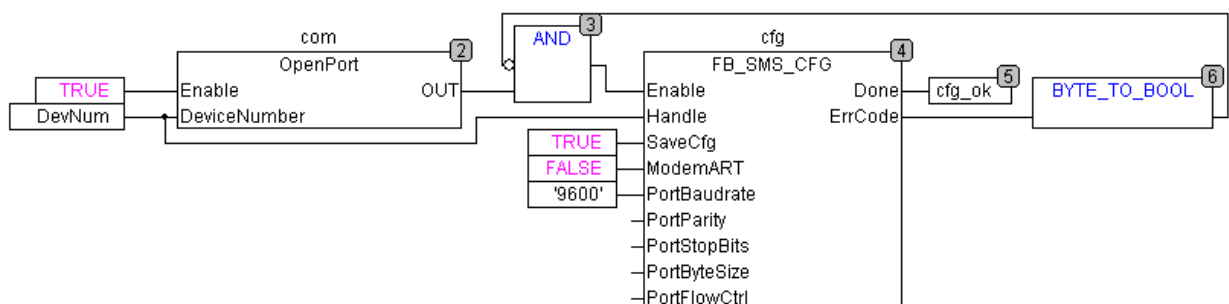 com
2
OpenPort
TRUE
Enable
OUT
DevNum
DeviceNumber
AND
3
cfg
4
FB_SMS_CFG
Enable
Done
Handle
ErrCode
TRUE
SaveCfg
FALSE
ModemART
'9600'
PortBaudrate
PortParity
PortStopBits
PortByteSize
PortFlowCtrl
cfg_ok
5
BYTE_TO_BOOL
6